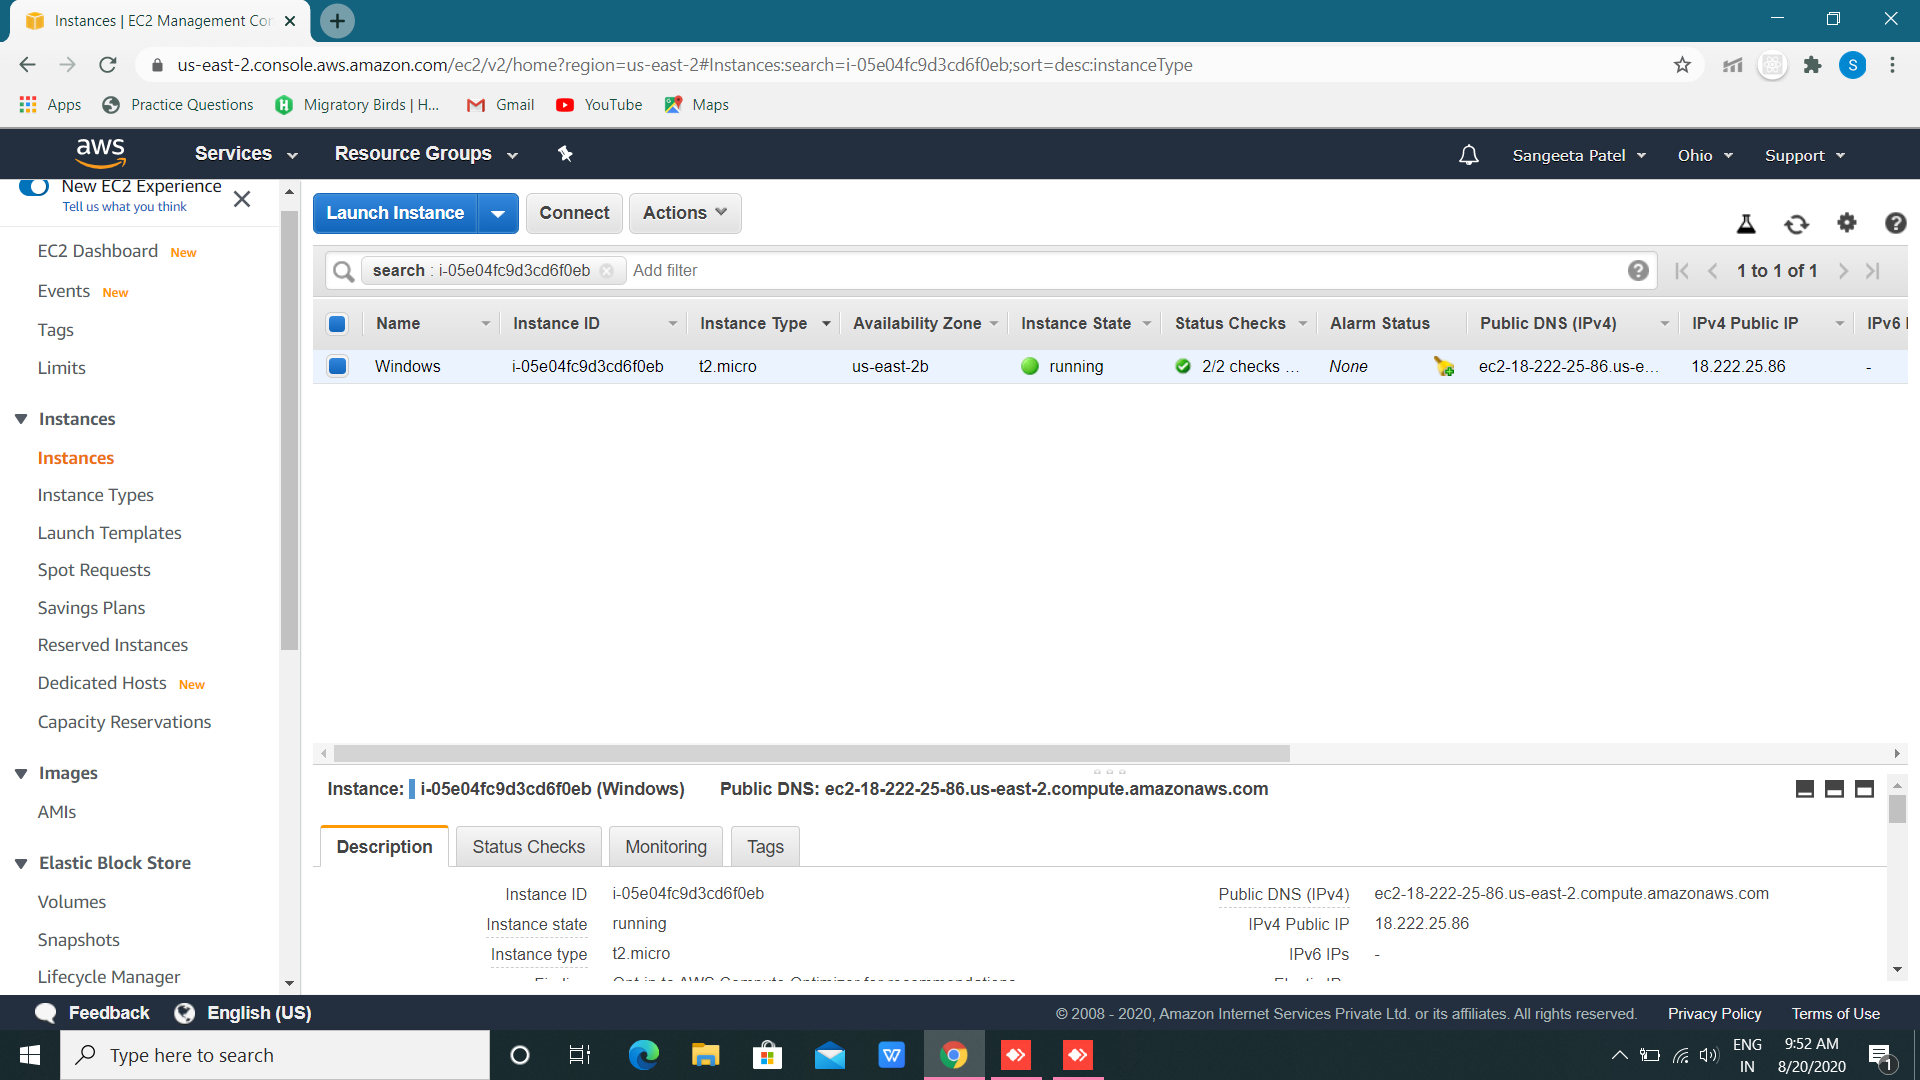 Instances | EC2 Management Con
us-east-2.console.aws.amazon.com/ec2/v2/home?region=us-east-2#Instances:search=i-05e04fc9d3cd6f0eb;sort=desc:instanceType
S
Apps Practice Questions Migratory Birds | H... Gmail YouTube Maps
aws Services Resource Groups Sangeeta Patel Ohio Support
New EC2 Experience
Tell us what you think
EC2 Dashboard New
Events New
Tags
Limits
Instances
Instances
Instance Types
Launch Templates
Spot Requests
Savings Plans
Reserved Instances
Dedicated Hosts New
Capacity Reservations
Images
AMIs
Elastic Block Store
Volumes
Snapshots
Lifecycle Manager
Launch Instance Connect Actions
search : i-05e04fc9d3cd6f0eb Add filter 1 to 1 of 1
Name Instance ID Instance Type Availability Zone Instance State Status Checks Alarm Status Public DNS (IPv4) IPv4 Public IP IPv6
Windows i-05e04fc9d3cd6f0eb t2.micro us-east-2b running 2/2 checks ... None ec2-18-222-25-86.us-e... 18.222.25.86 -
Instance: i-05e04fc9d3cd6f0eb (Windows) Public DNS: ec2-18-222-25-86.us-east-2.compute.amazonaws.com
Description Status Checks Monitoring Tags
Instance ID i-05e04fc9d3cd6f0eb Public DNS (IPv4) ec2-18-222-25-86.us-east-2.compute.amazonaws.com
Instance state running IPv4 Public IP 18.222.25.86
Instance type t2.micro IPv6 IPs -
Opt-in to AWS Compute Optimizer for recommendations
Feedback English (US) © 2008 - 2020, Amazon Internet Services Private Ltd. or its affiliates. All rights reserved. Privacy Policy Terms of Use
Type here to search
W
ENG
IN
9:52 AM
8/20/2020
1